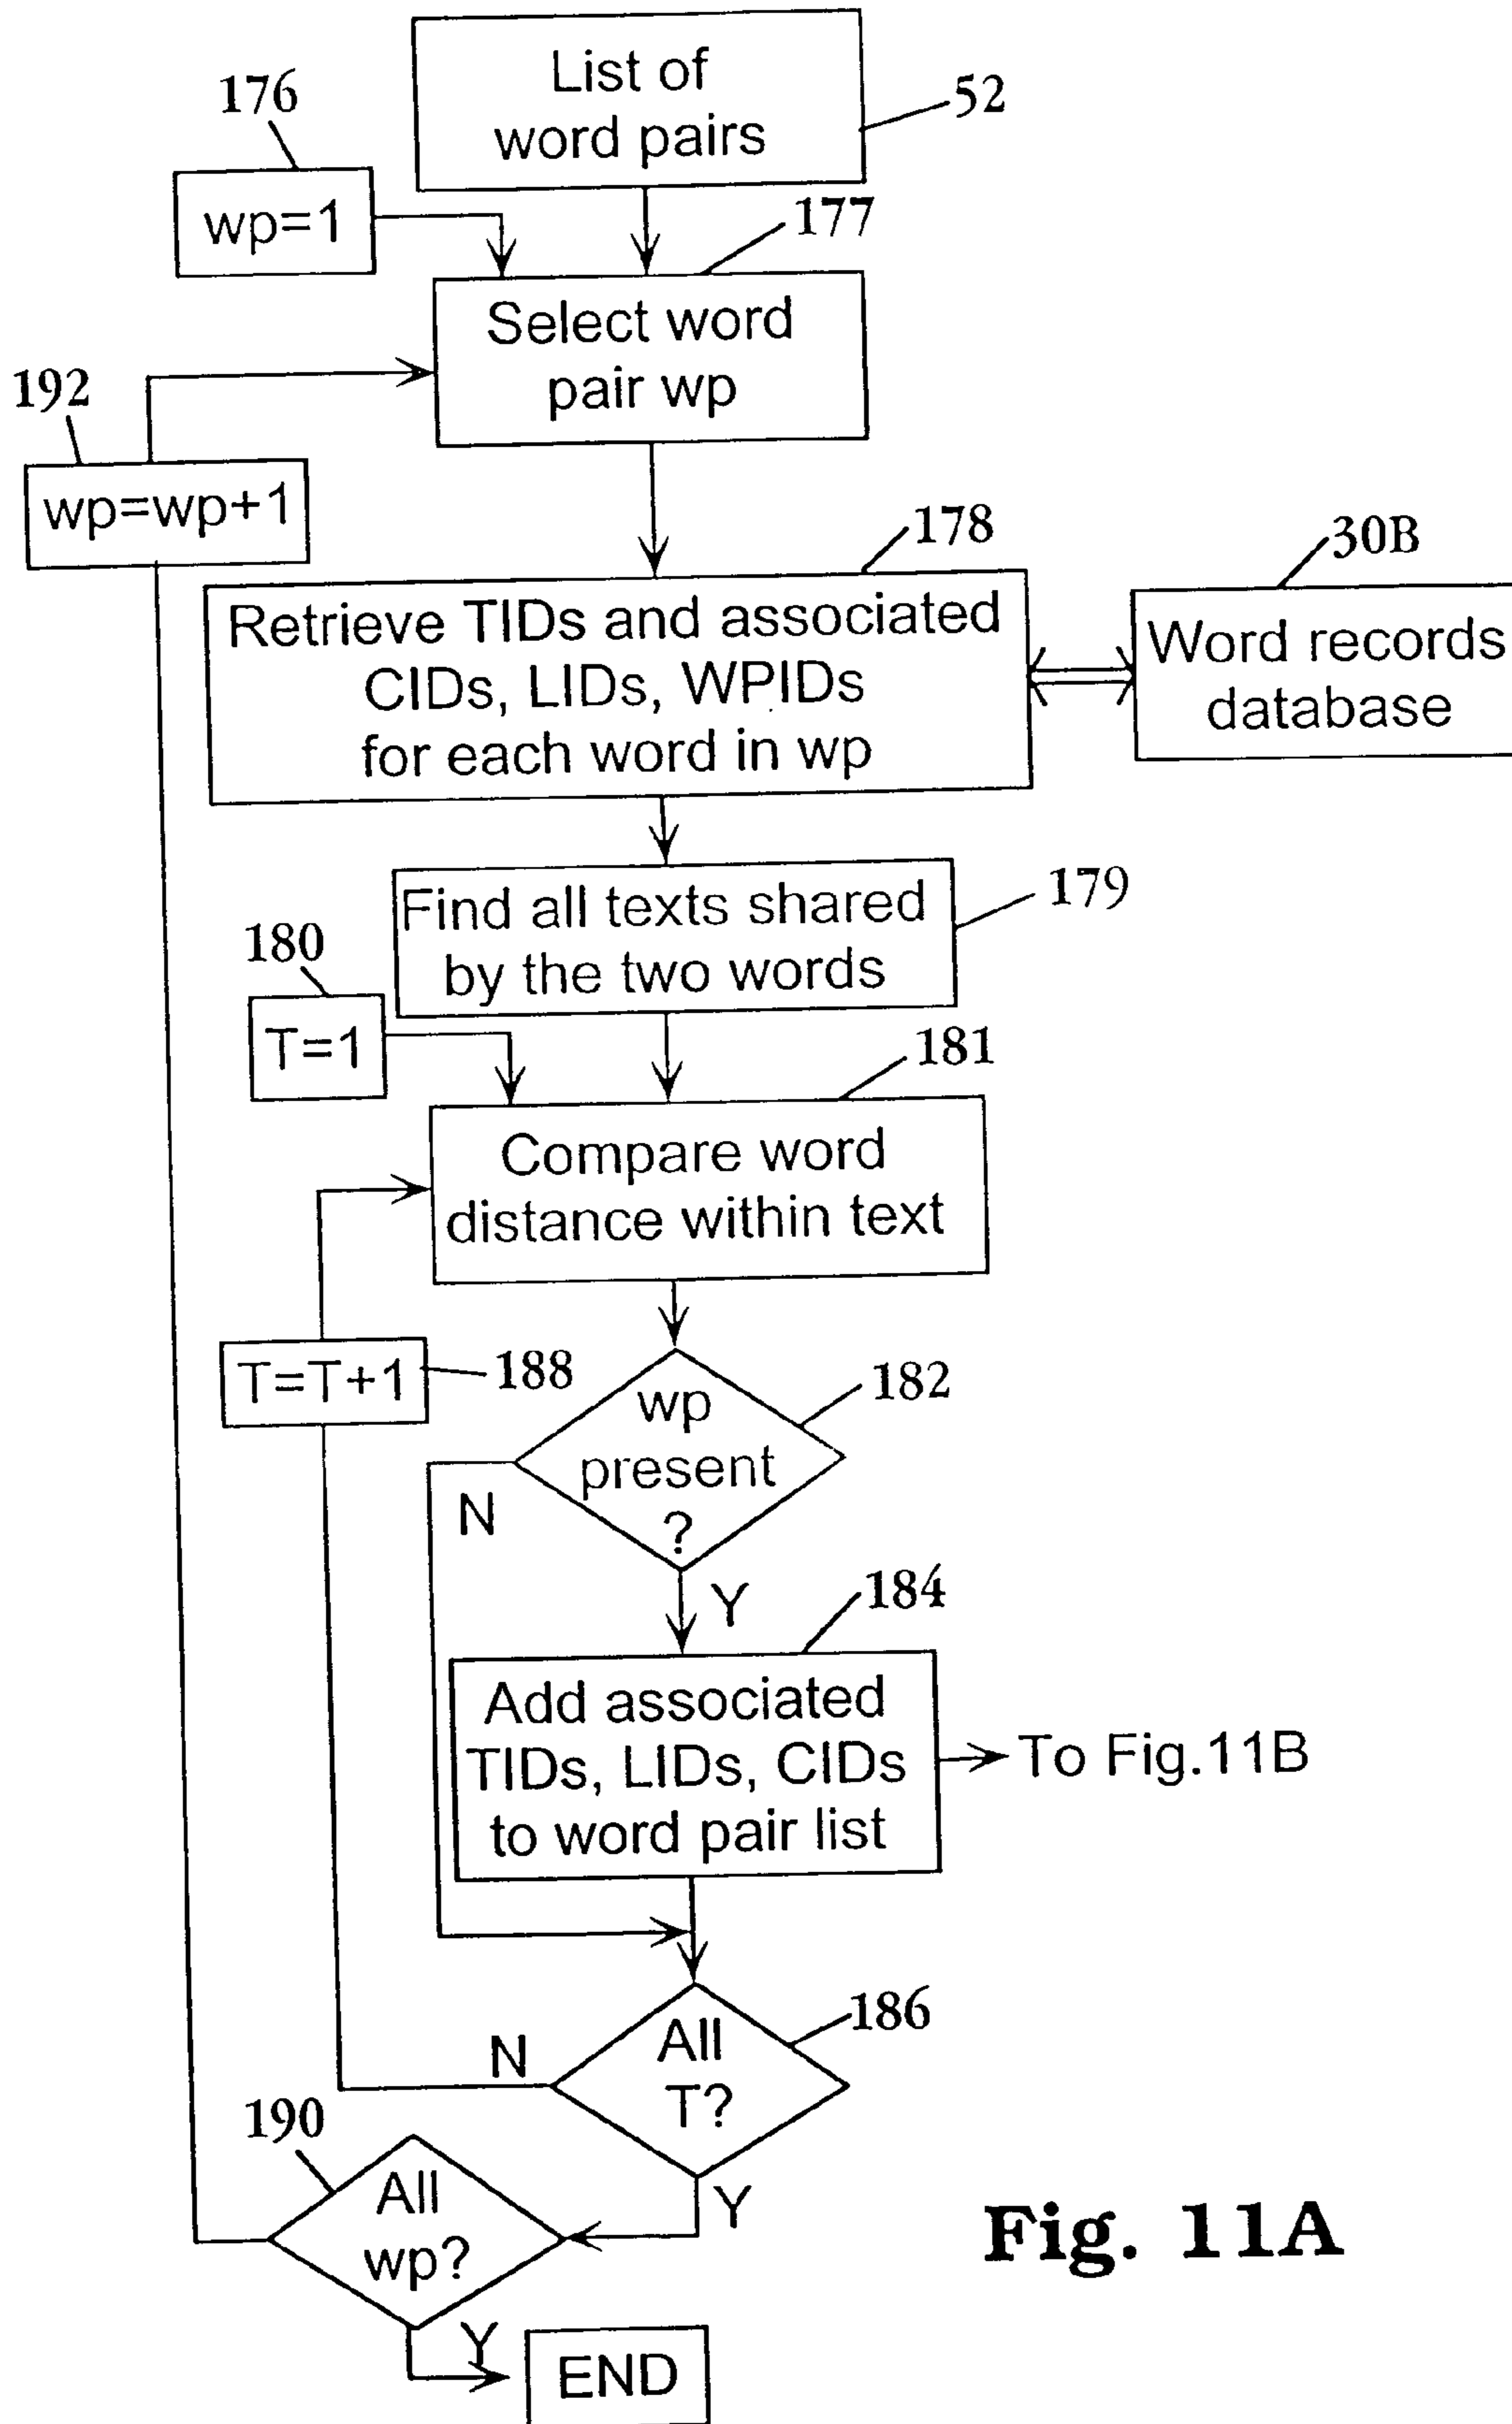 List of
word pairs
52
176
wp=1
177
Select word
pair wp
192
wp=wp+1
178
Retrieve TIDs and associated
CIDs, LIDs, WPIDs
for each word in wp
30B
Word records
database
Find all texts shared
by the two words
179
180
T=1
181
Compare word
distance within text
T=T+1
188
wp
present
?
182
N
Y
184
Add associated
TIDs, LIDs, CIDs
to word pair list
To Fig.11B
All
T?
186
N
Y
190
All
wp?
Y
END
Fig. 11A